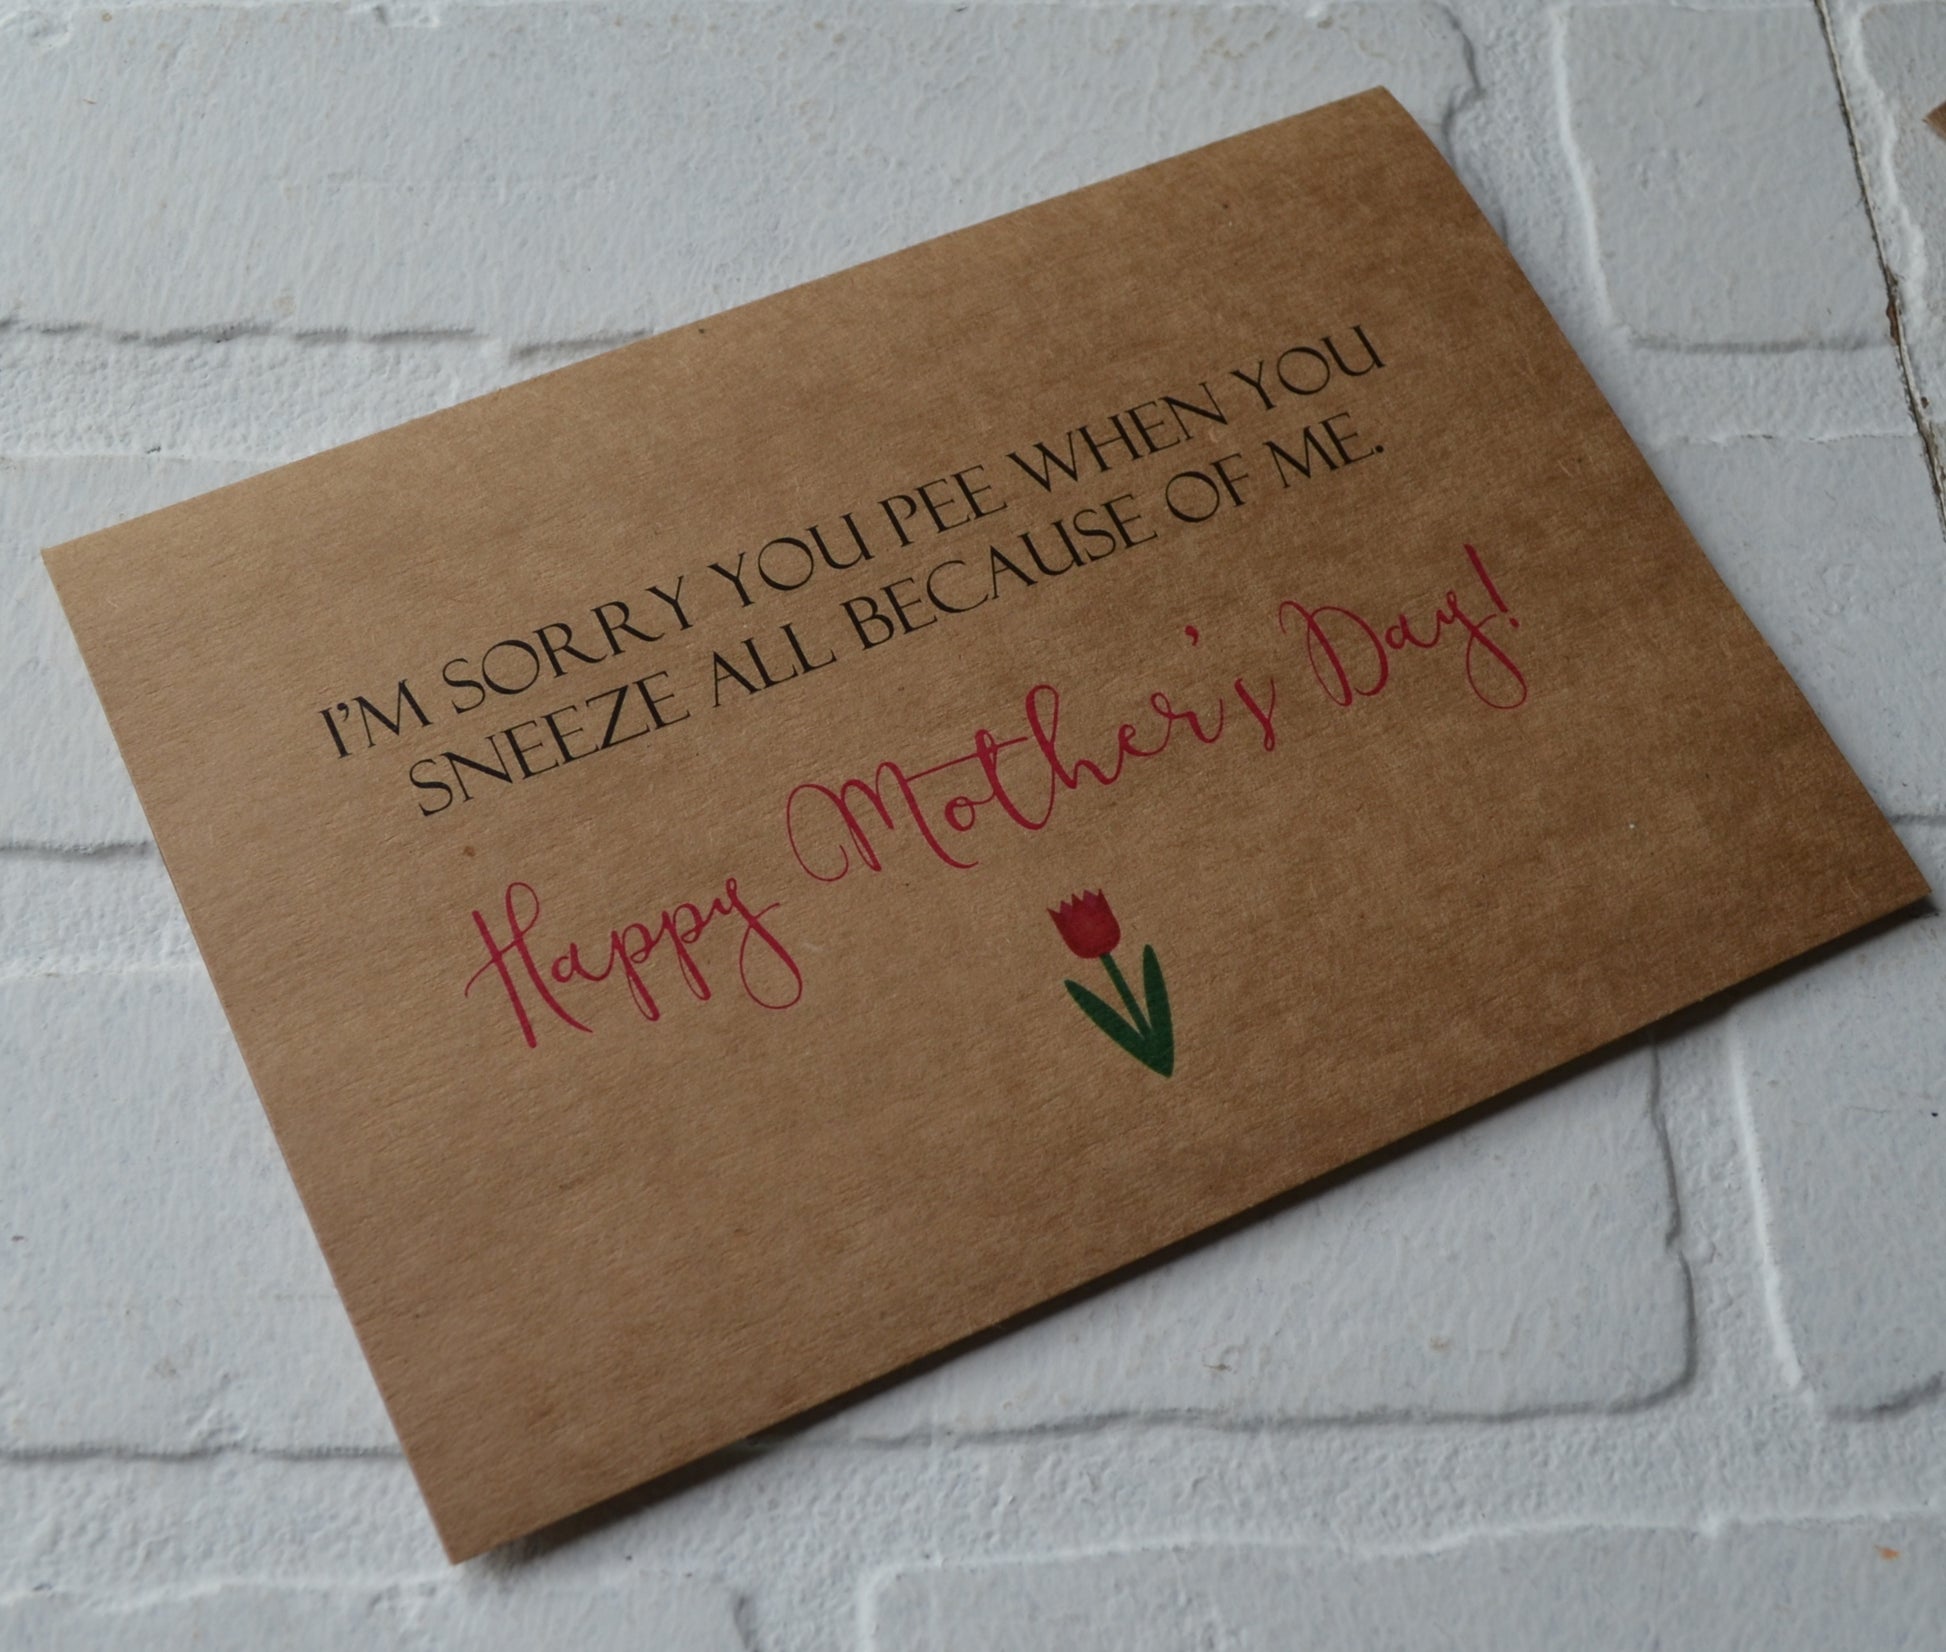 I'M SORRY YOU PEE WHEN YOU
SNEEZE ALL BECAUSE OF ME.
Happy Mother's Day!